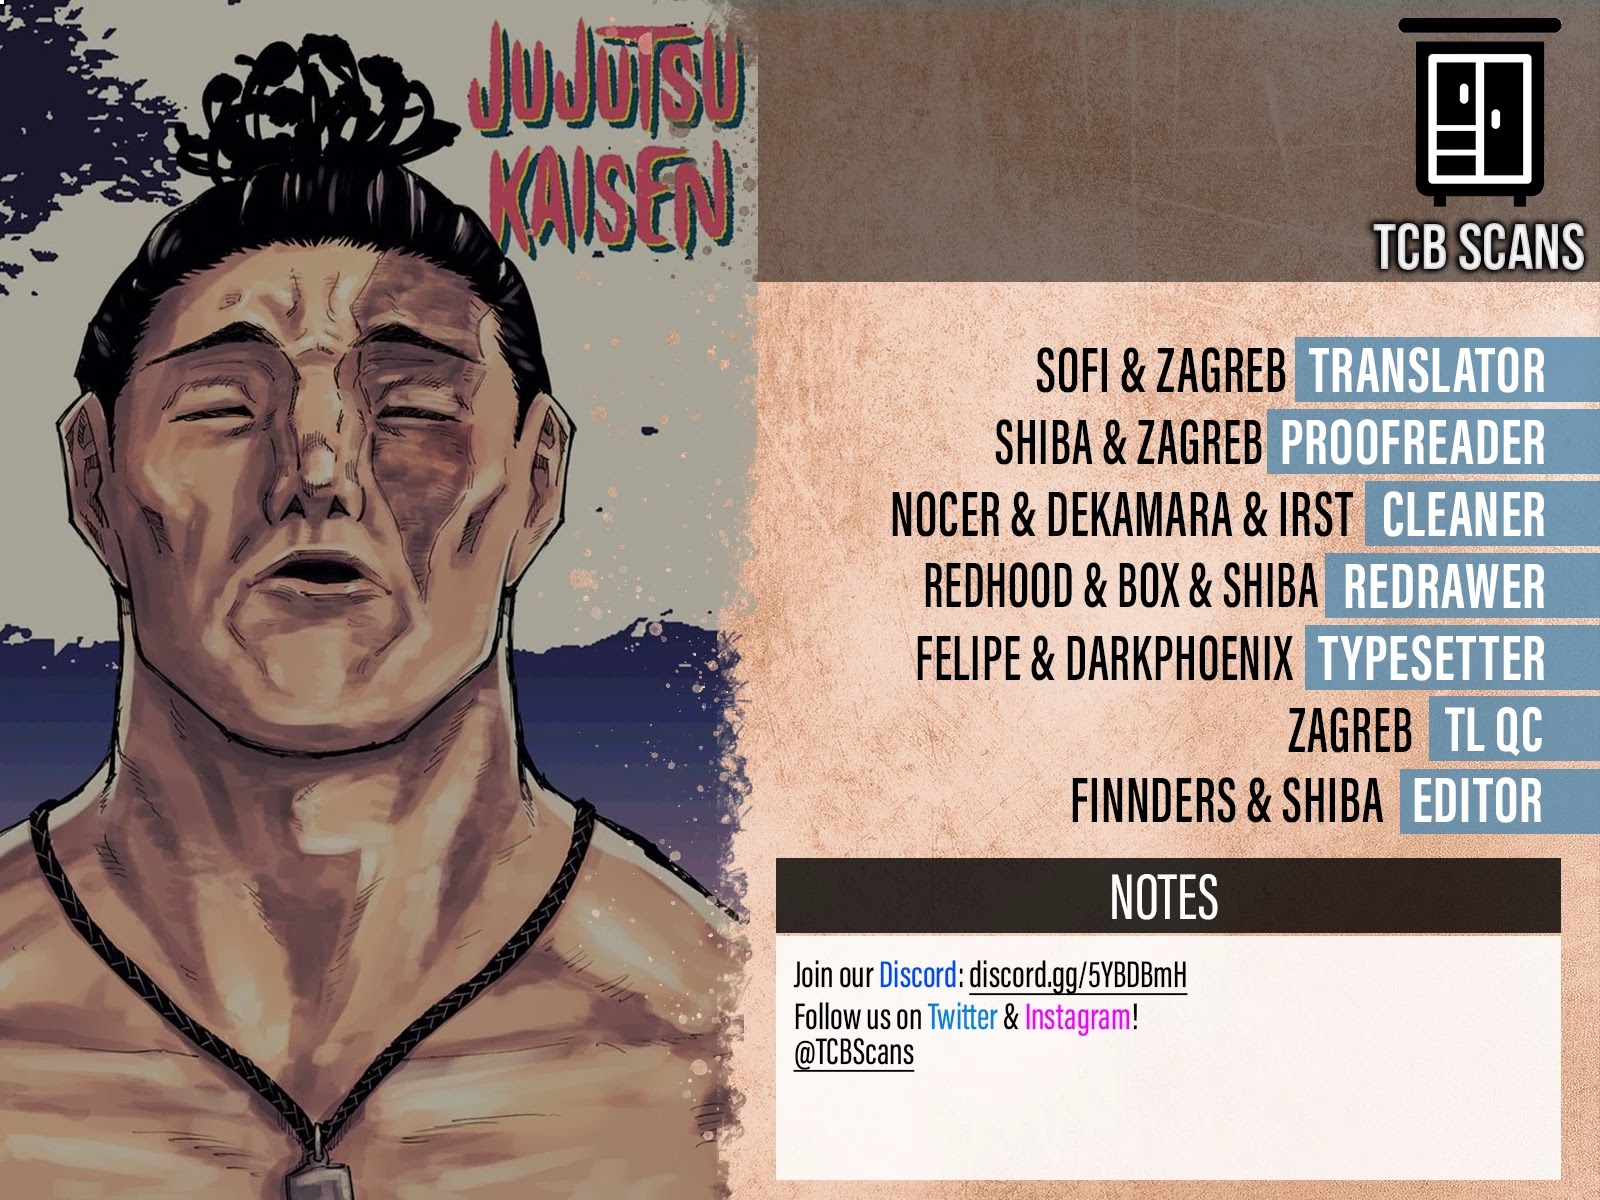 JUJUTSU
KAISEN
TCB SCANS
SOFI & ZAGREB TRANSLATOR
SHIBA & ZAGREB PROOFREADER
NOCER & DEKAMARA & IRST CLEANER
REDHOOD & BOX & SHIBA REDRAWER
FELIPE & DARKPHOENIX TYPESETTER
ZAGREB TL QC
FINNDERS & SHIBA EDITOR
NOTES
Join our Discord: discord.gg/5YBDBmH
Follow us on Twitter & Instagram!
@TCBScans